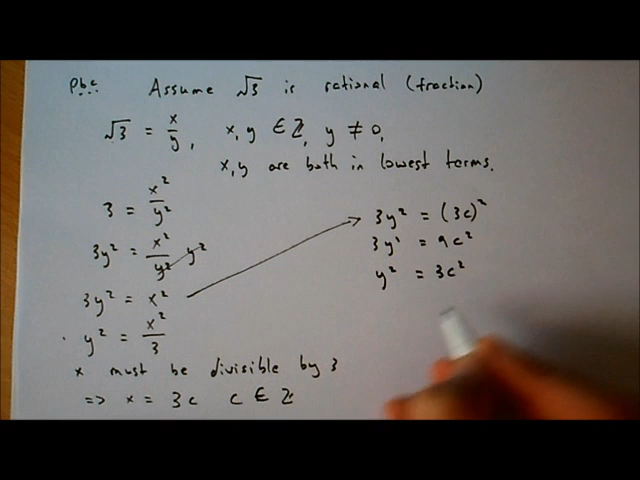 Pbc Assume √3 is rational (fraction)
√3 = x/y, x, y ∈ ℤ, y ≠ 0,
x, y are both in lowest terms.
3 = x²/y²
3y² = x²/y² y²
3y² = x²
y² = x²/3
x must be divisible by 3
=> x = 3c c ∈ ℤ
3y² = (3c)²
3y² = 9c²
y² = 3c²